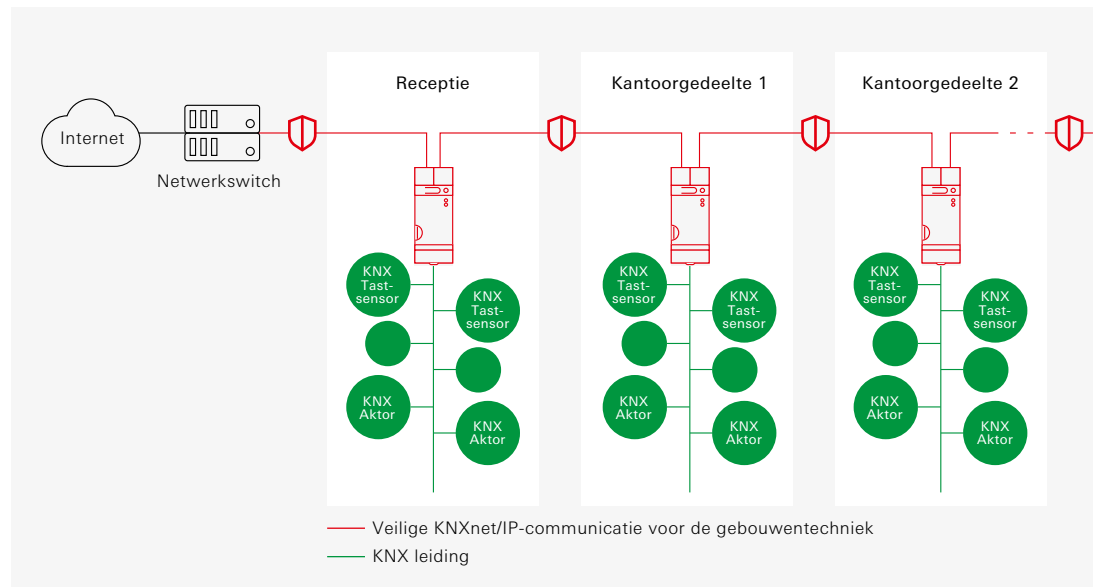 Receptie
Kantoorgedeelte 1
Kantoorgedeelte 2
Internet
Netwerkswitch
KNX
Tast-
sensor
KNX
Tast-
sensor
KNX
Aktor
KNX
Aktor
KNX
Tast-
sensor
KNX
Tast-
sensor
KNX
Aktor
KNX
Aktor
KNX
Tast-
sensor
KNX
Tast-
sensor
KNX
Aktor
KNX
Aktor
Veilige KNXnet/IP-communicatie voor de gebouwentechniek
KNX leiding